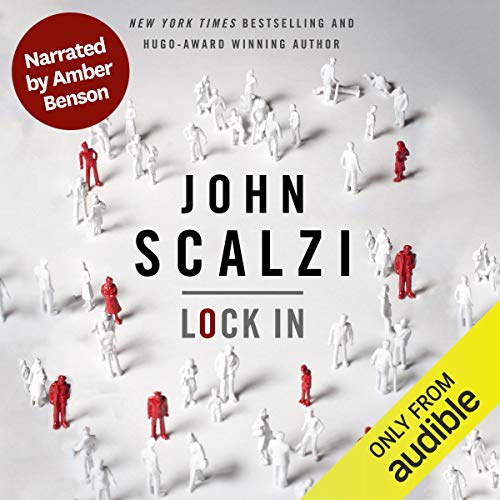 NEW YORK TIMES BESTSELLING AND
HUGO-AWARD WINNING AUTHOR
Narrated
by Amber
Benson
JOHN
SCALZI
LOCK IN
ONLY FROM
audible